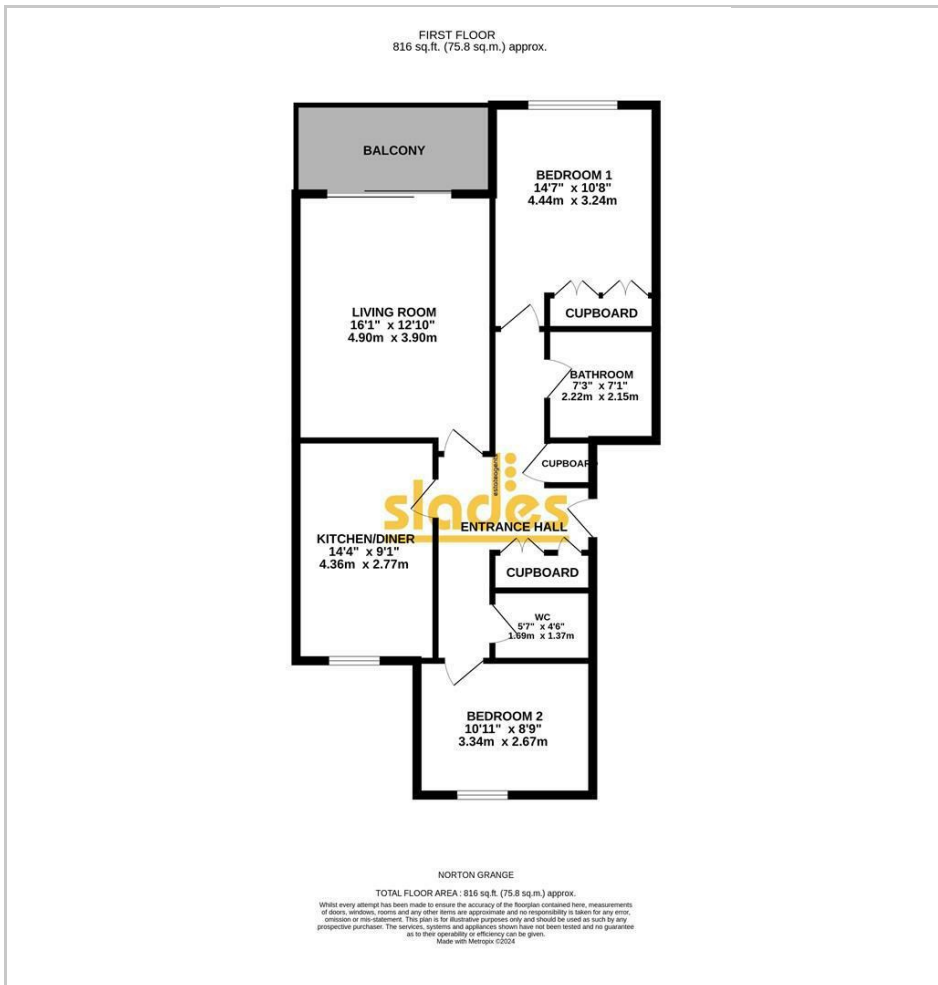 FIRST FLOOR
816 sq.ft. (75.8 sq.m.) approx.
BALCONY
BEDROOM 1
14'7" x 10'8"
4.44m x 3.24m
LIVING ROOM
16'1" x 12'10"
4.90m x 3.90m
CUPBOARD
BATHROOM
7'3" x 7'1"
2.22m x 2.15m
CUPBOARD
slades
ENTRANCE HALL
KITCHEN/DINER
14'4" x 9'1"
4.36m x 2.77m
CUPBOARD
WC
5'7" x 4'6"
1.69m x 1.37m
BEDROOM 2
10'11" x 8'9"
3.34m x 2.67m
NORTON GRANGE
TOTAL FLOOR AREA : 816 sq.ft. (75.8 sq.m.) approx.
Whilst every attempt has been made to ensure the accuracy of the floorplan contained here, measurements
of doors, windows, rooms and any other items are approximate and no responsibility is taken for any error,
omission or mis-statement. This plan is for illustrative purposes only and should be used as such by any
prospective purchaser. The services, systems and appliances shown have not been tested and no guarantee
as to their operability or efficiency can be given.
Made with Metropix ©2024